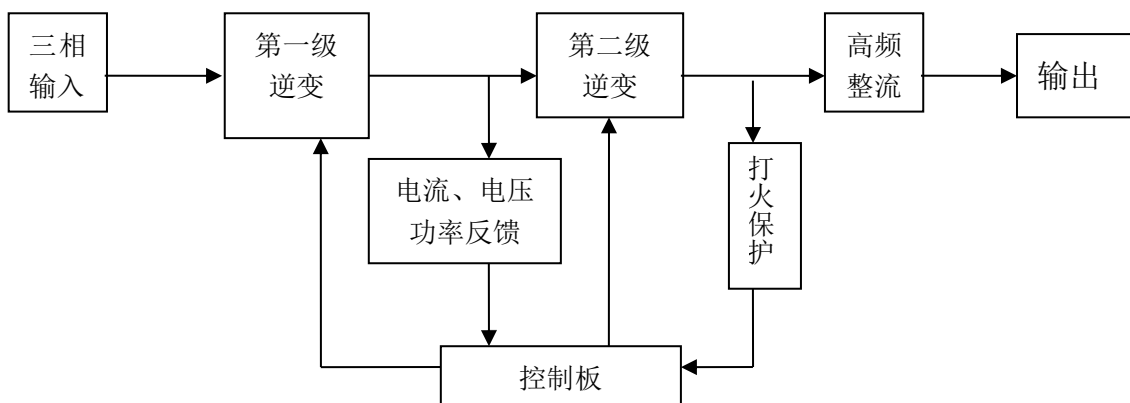 三相
输入
第一级
逆变
第二级
逆变
高频
整流
输出
电流、电压
功率反馈
打
火
保
护
控制板